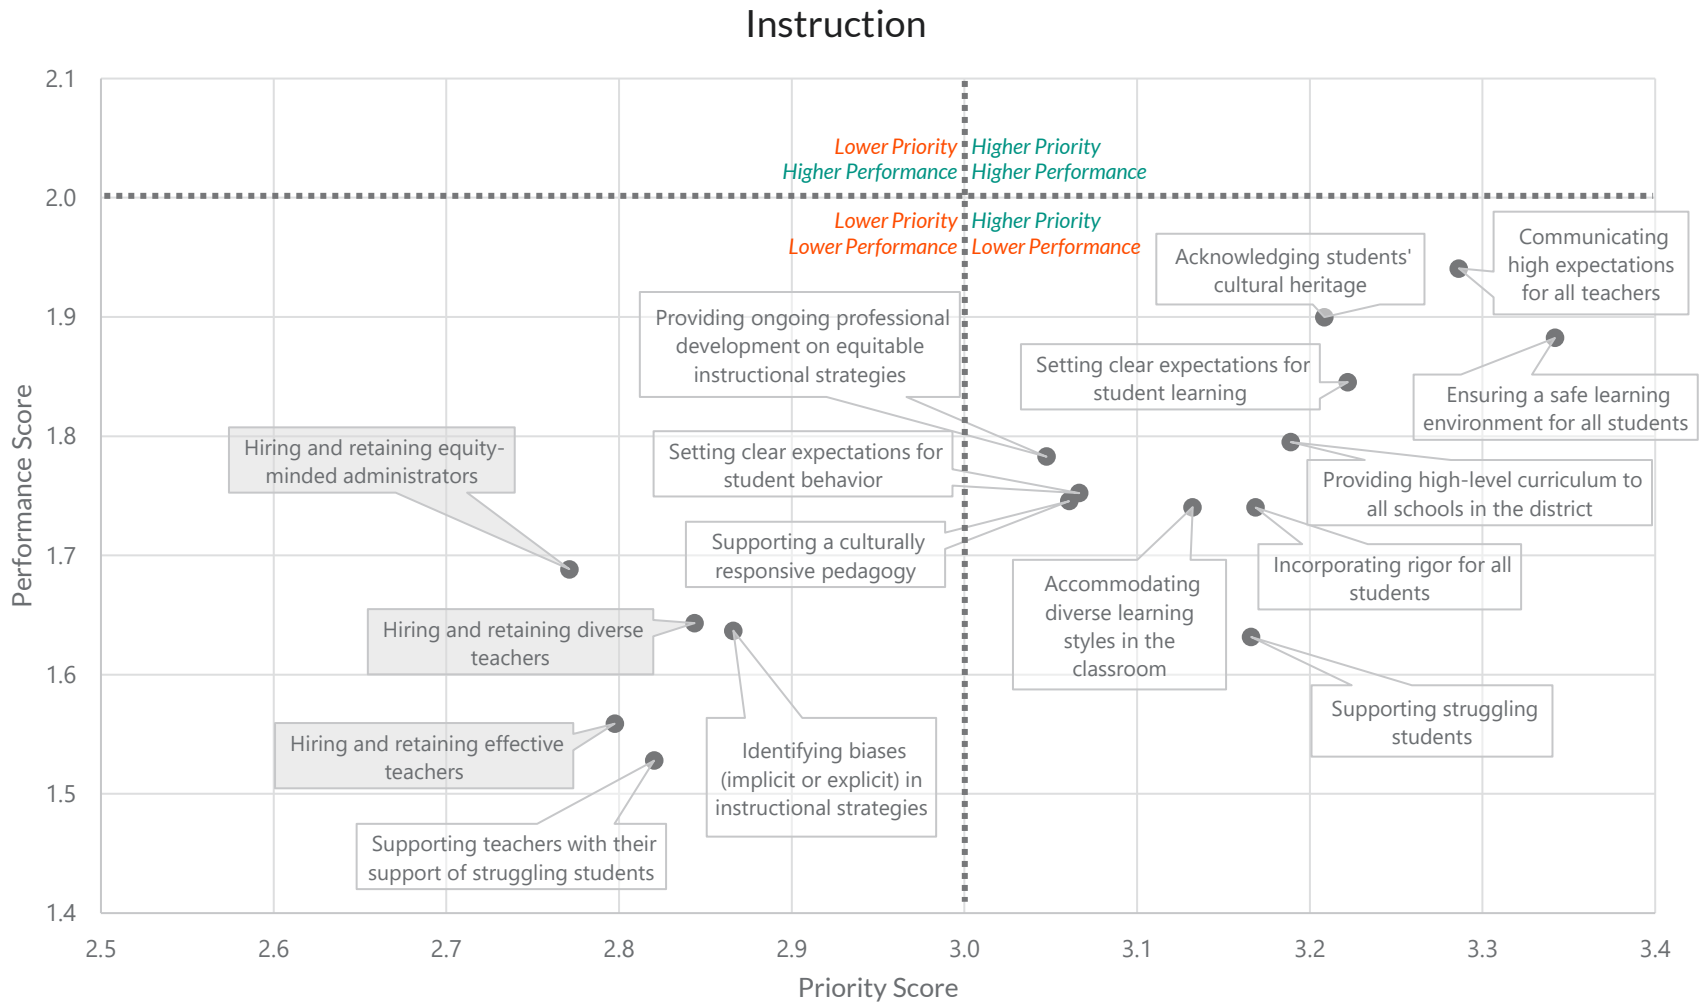 Instruction
2.1
2.0
1.9
1.8
1.7
1.6
1.5
1.4
Performance Score
Lower Priority
Higher Performance
Higher Priority
Higher Performance
Lower Priority
Lower Performance
Higher Priority
Lower Performance
Communicating
high expectations
for all teachers
Acknowledging students'
cultural heritage
Providing ongoing professional
development on equitable
instructional strategies
Setting clear expectations for
student learning
Ensuring a safe learning
environment for all students
Hiring and retaining equity-
minded administrators
Setting clear expectations for
student behavior
Providing high-level curriculum to
all schools in the district
Supporting a culturally
responsive pedagogy
Incorporating rigor for all
students
Accommodating
diverse learning
styles in the
classroom
Hiring and retaining diverse
teachers
Supporting struggling
students
Hiring and retaining effective
teachers
Identifying biases
(implicit or explicit) in
instructional strategies
Supporting teachers with their
support of struggling students
2.5
2.6
2.7
2.8
2.9
3.0
3.1
3.2
3.3
3.4
Priority Score